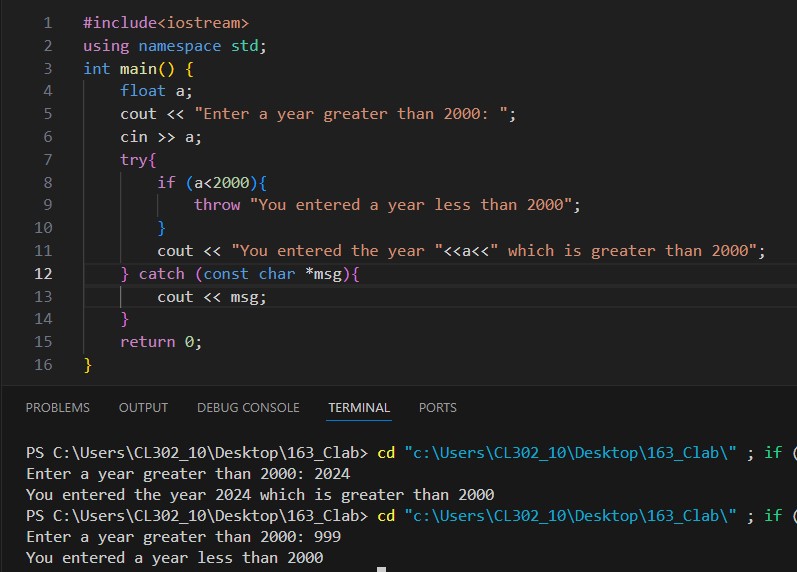 1 #include<iostream>
2 using namespace std;
3 int main() {
4 float a;
5 cout << "Enter a year greater than 2000: ";
6 cin >> a;
7 try{
8 if (a<2000){
9 throw "You entered a year less than 2000";
10 }
11 cout << "You entered the year "<<a<<" which is greater than 2000";
12 } catch (const char *msg){
13 cout << msg;
14 }
15 return 0;
16 }
PROBLEMS OUTPUT DEBUG CONSOLE TERMINAL PORTS
PS C:\Users\CL302_10\Desktop\163_Clab> cd "c:\Users\CL302_10\Desktop\163_Clab\" ; if (
Enter a year greater than 2000: 2024
You entered the year 2024 which is greater than 2000
PS C:\Users\CL302_10\Desktop\163_Clab> cd "c:\Users\CL302_10\Desktop\163_Clab\" ; if (
Enter a year greater than 2000: 999
You entered a year less than 2000